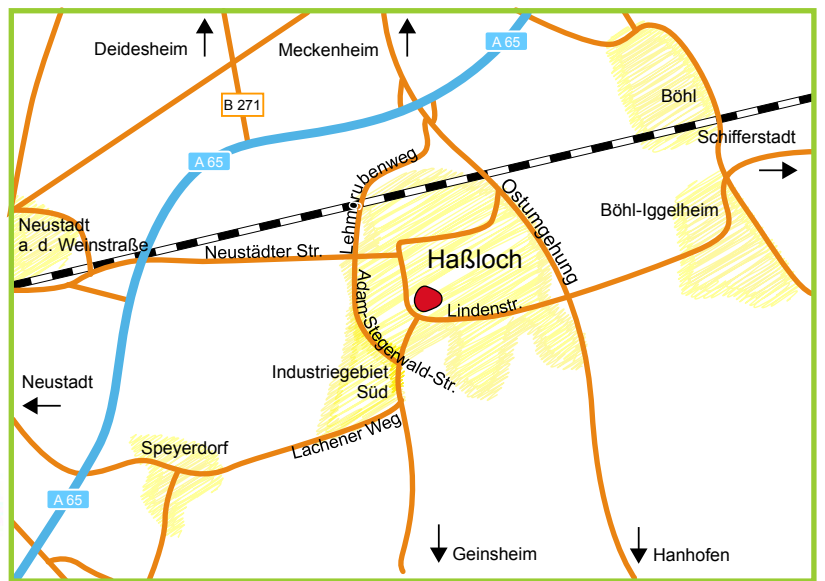 A 65
Deidesheim
Meckenheim
B 271
Böhl
Schifferstadt
A 65
Lehmgrubenweg
Ostumgehung
Böhl-Iggelheim
Neustadt
a. d. Weinstraße
Neustädter Str.
Haßloch
Adam-Stegerwald-Str.
Lindenstr.
Industriegebiet
Süd
Neustadt
Lachener Weg
Speyerdorf
A 65
Geinsheim
Hanhofen